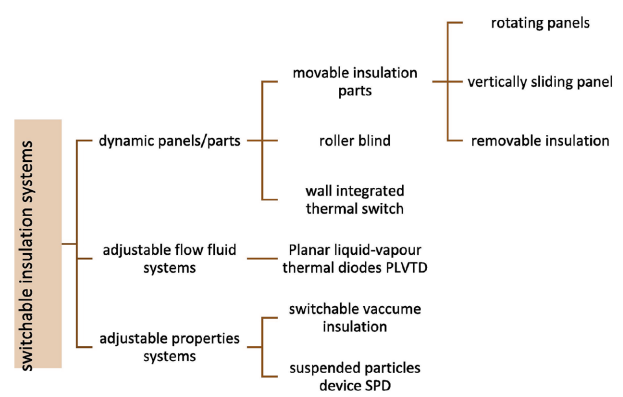 switchable insulation systems
dynamic panels/parts
movable insulation
parts
rotating panels
vertically sliding panel
removable insulation
roller blind
wall integrated
thermal switch
adjustable flow fluid
systems
Planar liquid-vapour
thermal diodes PLVTD
adjustable properties
systems
switchable vaccume
insulation
suspended particles
device SPD